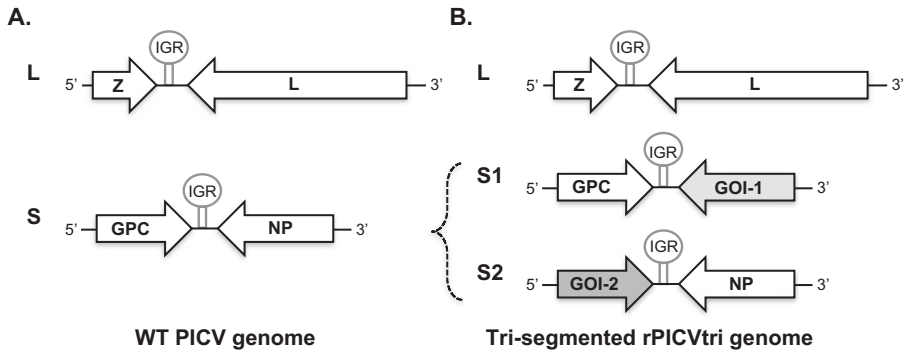 A.
B.
IGR
L
5’
Z
L
3’
IGR
L
5’
Z
L
3’
IGR
S
5’
GPC
NP
3’
IGR
S1
5’
GPC
GOI-1
3’
IGR
S2
5’
GOI-2
NP
3’
WT PICV genome
Tri-segmented rPICVtri genome